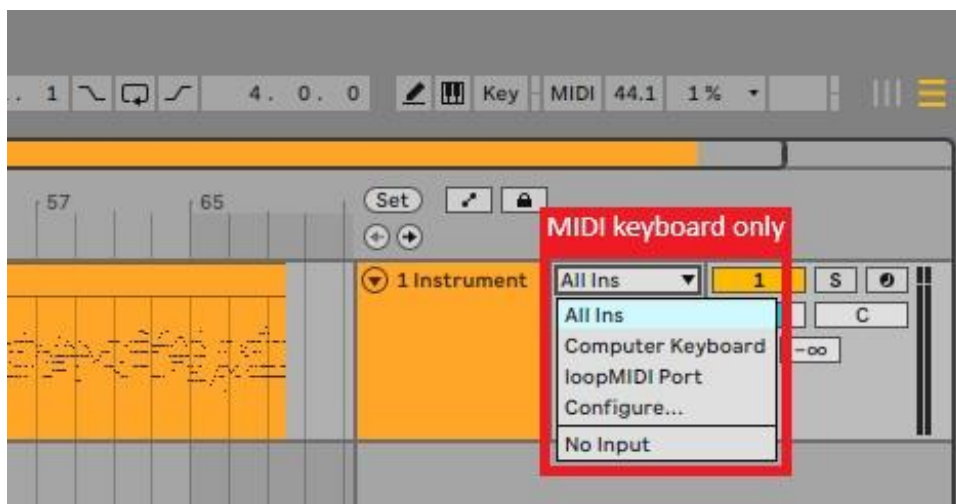 . 1 4. 0. 0 Key MIDI 44.1 1%
57 65 Set
MIDI keyboard only
1 Instrument All Ins 1 S
All Ins C
Computer Keyboard -∞
loopMIDI Port
Configure...
No Input